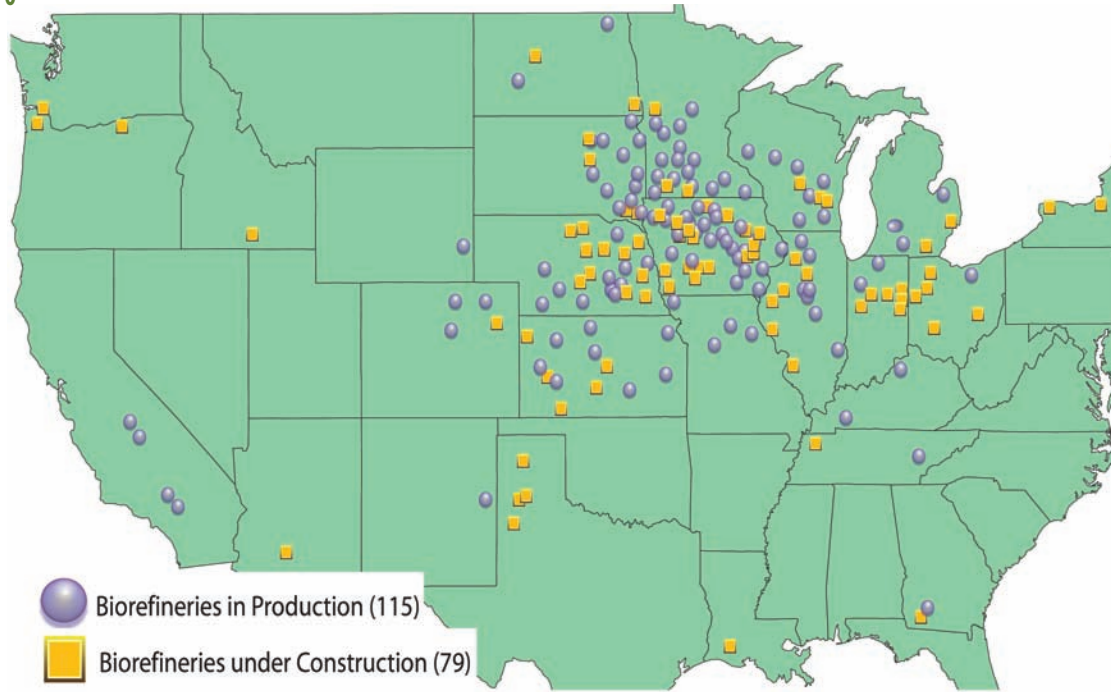 Biorefineries in Production (115)
Biorefineries under Construction (79)